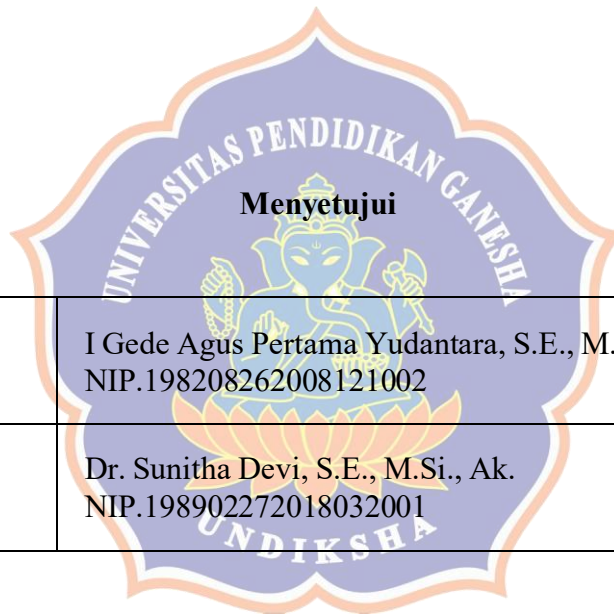 UNIVERSITAS PENDIDIKAN GANESHA
Menyetujui
I Gede Agus Pertama Yudantara, S.E., M.
NIP.198208262008121002
Dr. Sunitha Devi, S.E., M.Si., Ak.
NIP.198902272018032001
UNDIKSHA